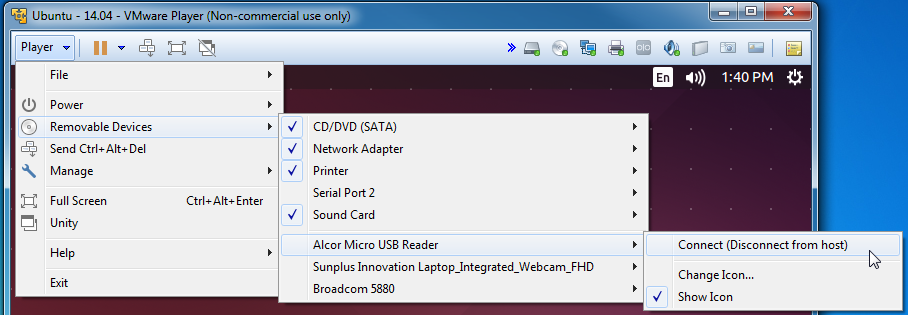 Ubuntu - 14.04 - VMware Player (Non-commercial use only)
Player
»
En
1:40 PM
File
Power
Removable Devices
Send Ctrl+Alt+Del
Manage
Full Screen Ctrl+Alt+Enter
Unity
Help
Exit
CD/DVD (SATA)
Network Adapter
Printer
Serial Port 2
Sound Card
Alcor Micro USB Reader
Sunplus Innovation Laptop_Integrated_Webcam_FHD
Broadcom 5880
Connect (Disconnect from host)
Change Icon...
Show Icon